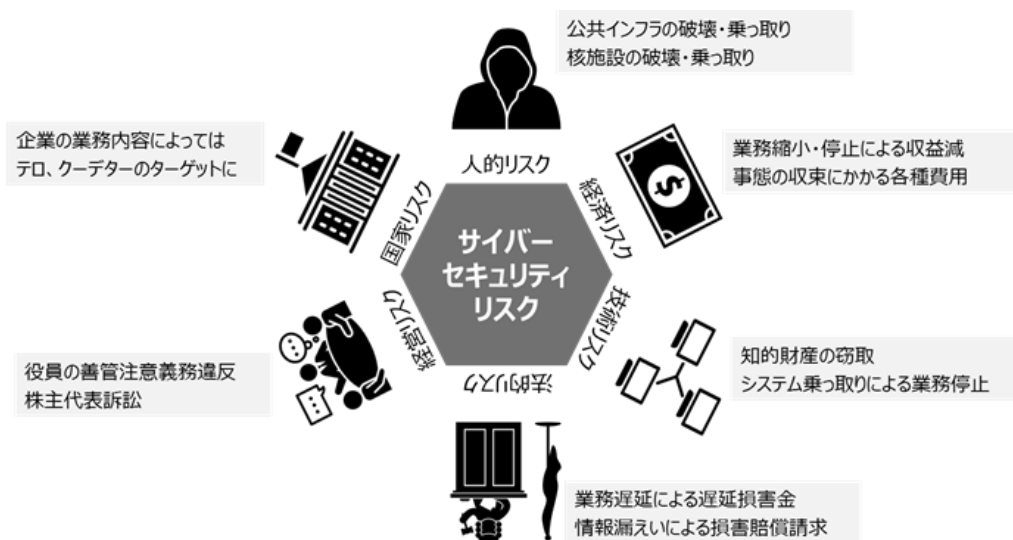 公共インフラの破壊・乗っ取り
核施設の破壊・乗っ取り
企業の業務内容によっては
テロ、クーデターのターゲットに
業務縮小・停止による収益減
事態の収束にかかる各種費用
人的リスク
国家リスク
経済リスク
サイバー
セキュリティ
リスク
経営リスク
技術リスク
法的リスク
役員の善管注意義務違反
株主代表訴訟
知的財産の窃取
システム乗っ取りによる業務停止
業務遅延による遅延損害金
情報漏えいによる損害賠償請求